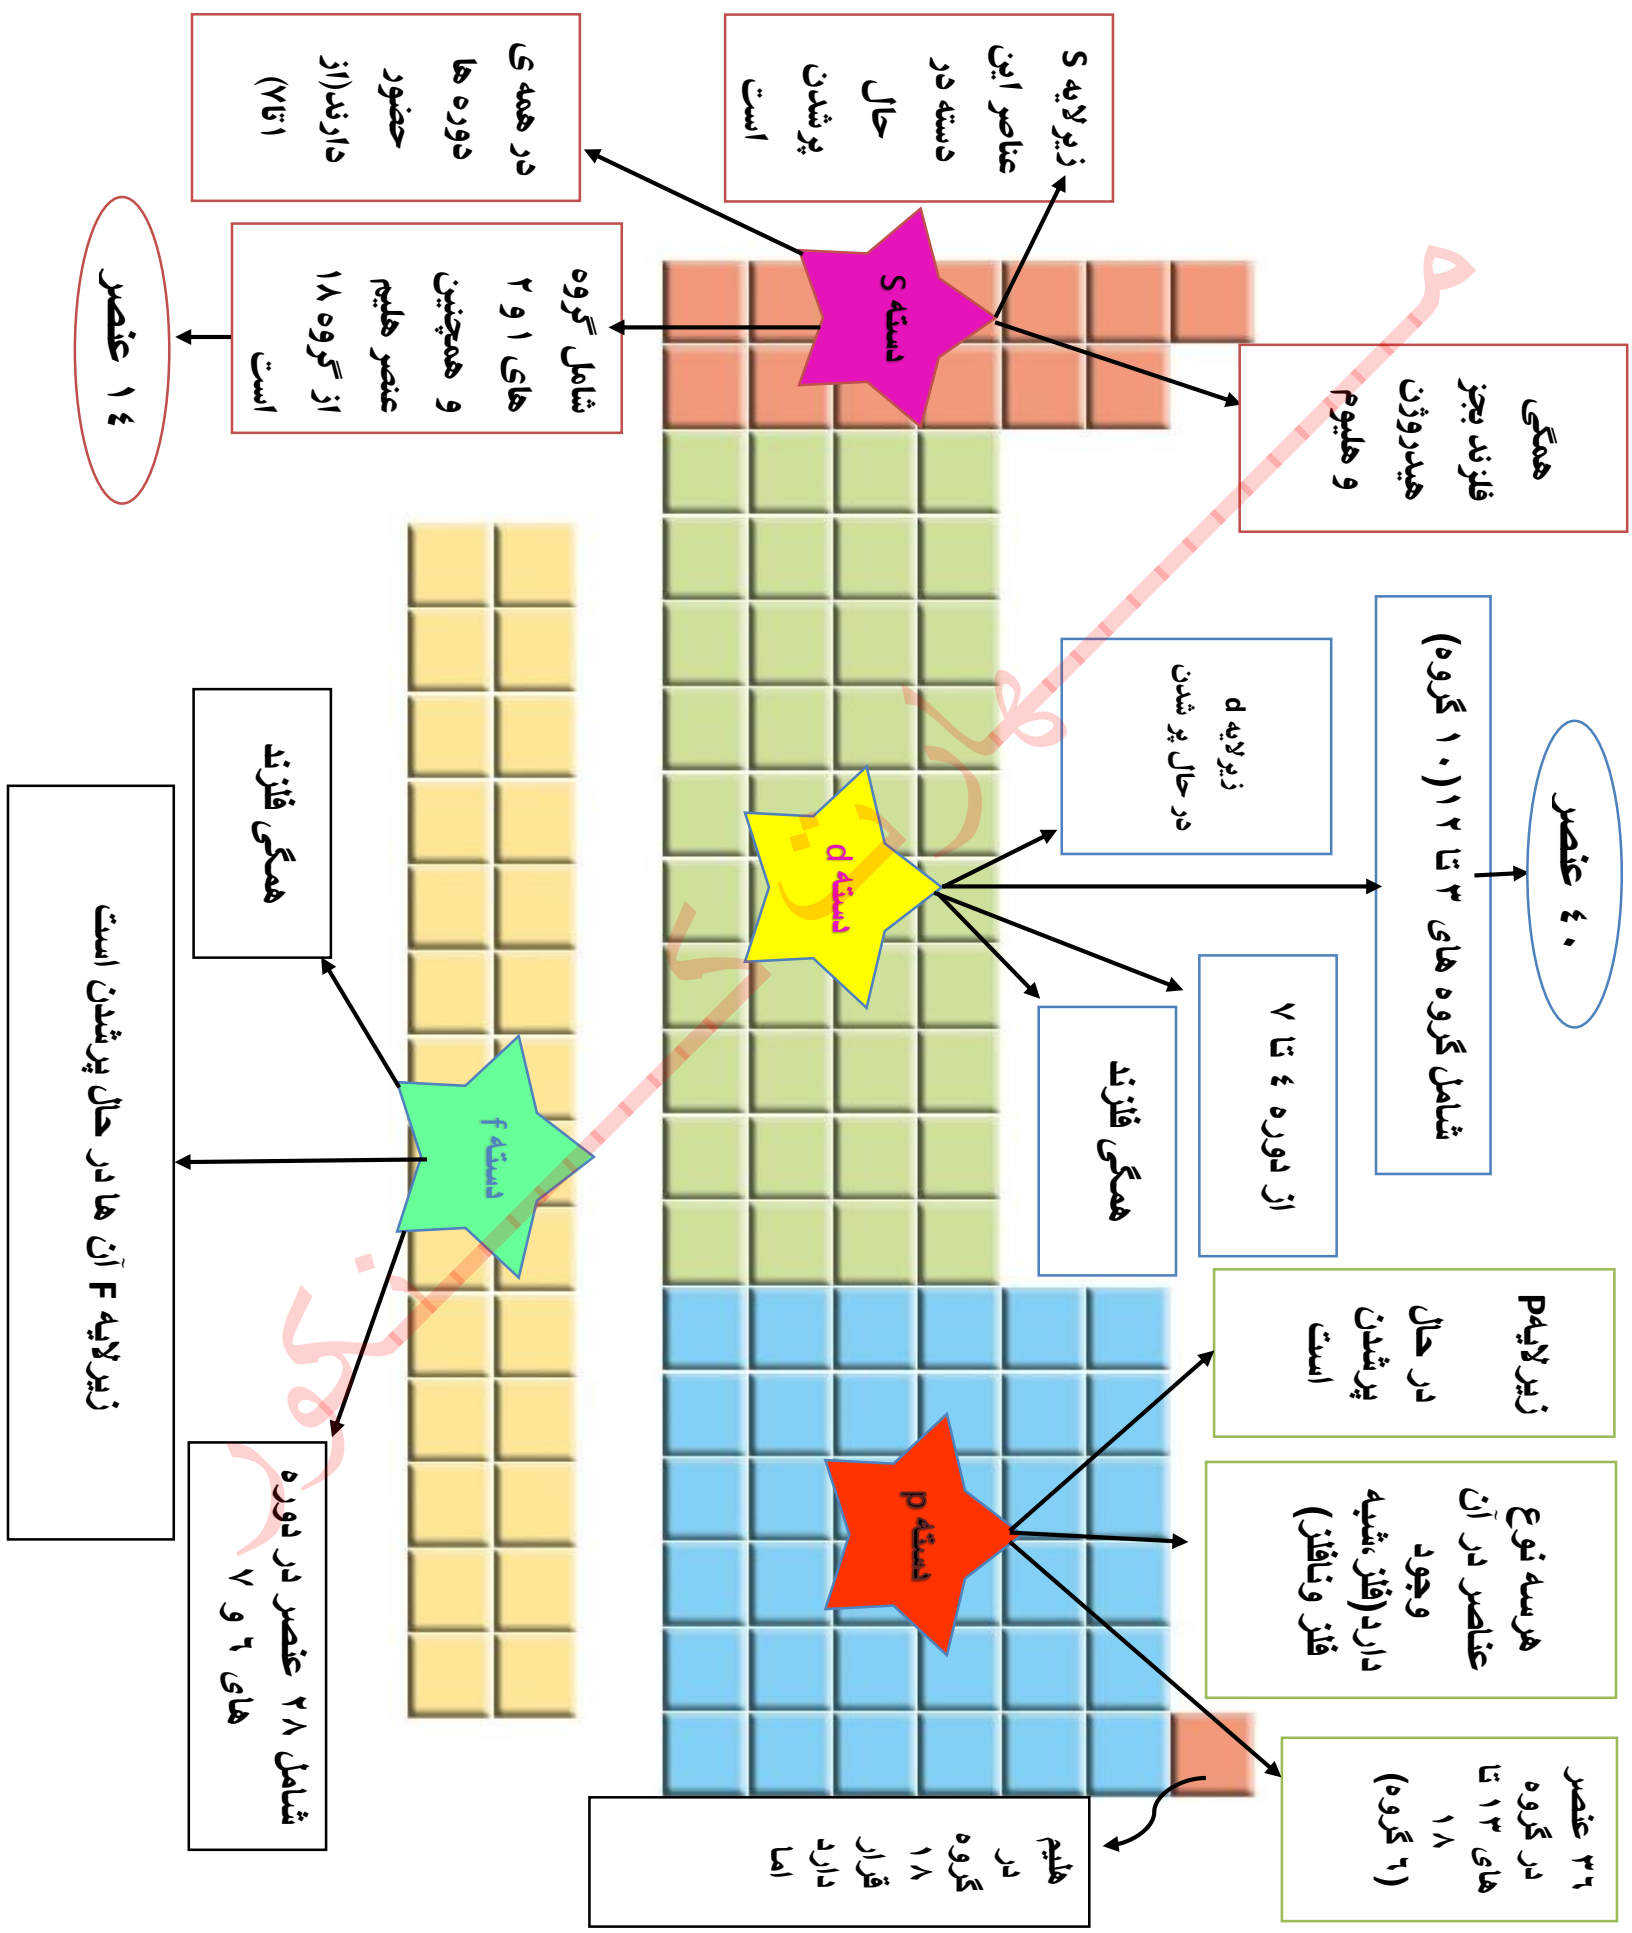 زیرلایه S
عناصر این
دسته در
حال
پرشدن
است
در همه ی
دوره ها
حضور
دارند(از
۱تا۷)
شامل گروه
های ۱ و ۲
و همچنین
عنصر هلیم
از گروه ۱۸
است
۱۴ عنصر
همگی
فلزند بجز
هیدروژن
و هلیوم
دسته S
زیرلایه d
در حال پر شدن
شامل گروه های ۳ تا ۱۲(۱۰ گروه)
۴۰ عنصر
از دوره ۴ تا ۷
همگی فلزند
دسته d
همگی فلزند
زیرلایه F آن ها در حال پرشدن است
شامل ۲۸ عنصر در دوره
های ۶ و ۷
دسته f
زیرلایهP
در حال
پرشدن
است
هرسه نوع
عناصر در آن
وجود
دارد(فلز،شبه
فلز ونافلز)
۳۶ عنصر
در گروه
های ۱۳ تا
۱۸
(۶ گروه)
دسته p
هلیم
در
گروه
۱۸
قرار
دارد
اما